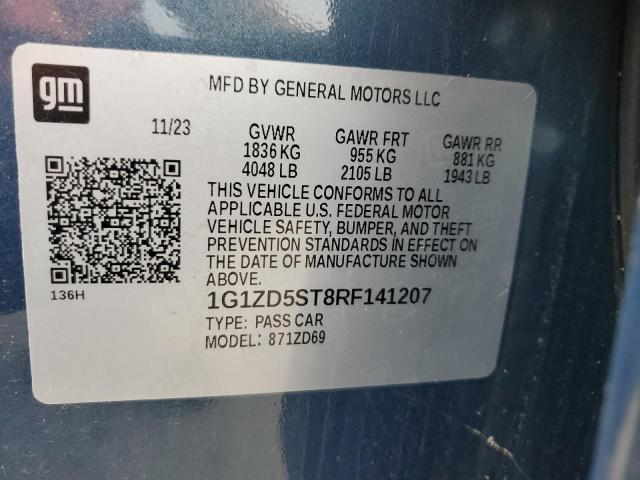 gm
MFD BY GENERAL MOTORS LLC
11/23 GVWR GAWR FRT GAWR RR
1836 KG 955 KG 881 KG
4048 LB 2105 LB 1943 LB
THIS VEHICLE CONFORMS TO ALL
APPLICABLE U.S. FEDERAL MOTOR
VEHICLE SAFETY, BUMPER, AND THEFT
PREVENTION STANDARDS IN EFFECT ON
THE DATE OF MANUFACTURE SHOWN
ABOVE.
136H
1G1ZD5ST8RF141207
TYPE: PASS CAR
MODEL: 871ZD69